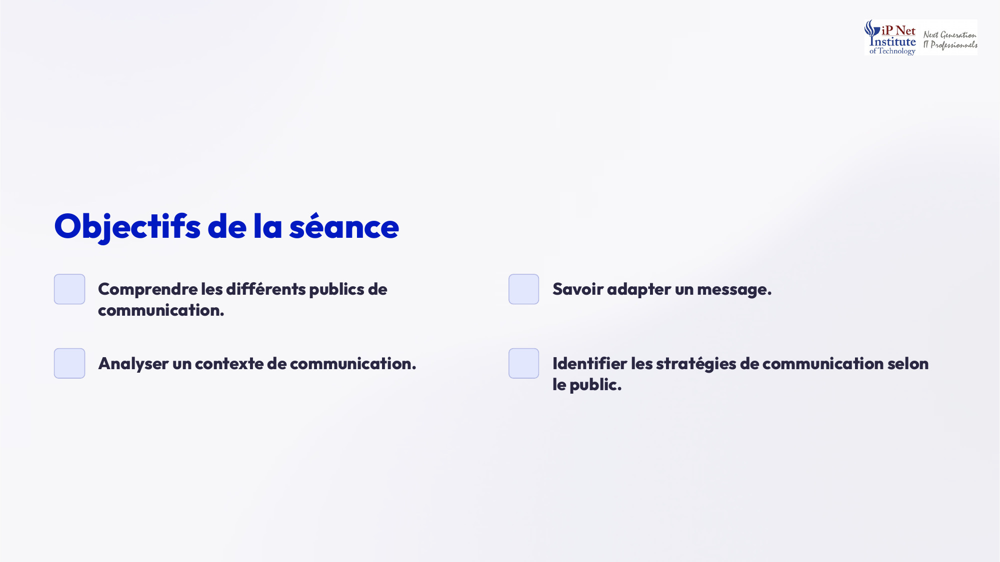 iP Net
Institute
of Technology
Next Generation
IT Professionnels
Objectifs de la séance
Comprendre les différents publics de
communication.
Savoir adapter un message.
Analyser un contexte de communication.
Identifier les stratégies de communication selon
le public.